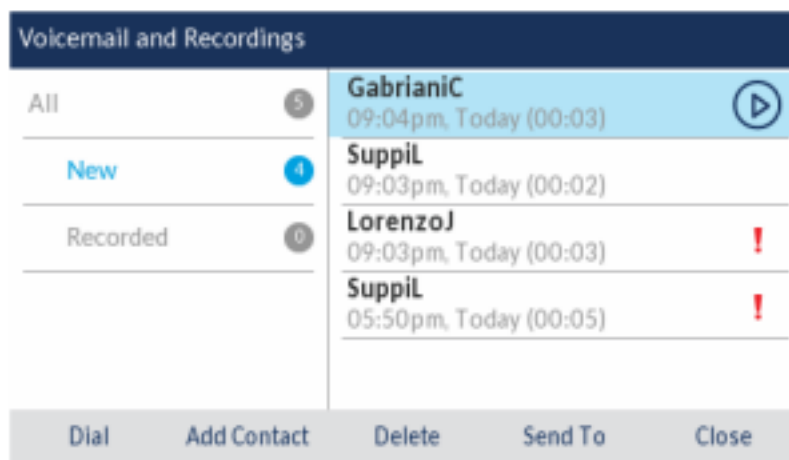 Voicemail and Recordings
All 5
New 4
Recorded 0
GabrianiC
09:04pm, Today (00:03)
SuppiL
09:03pm, Today (00:02)
LorenzoJ
09:03pm, Today (00:03)
!
SuppiL
05:50pm, Today (00:05)
!
Dial Add Contact Delete Send To Close